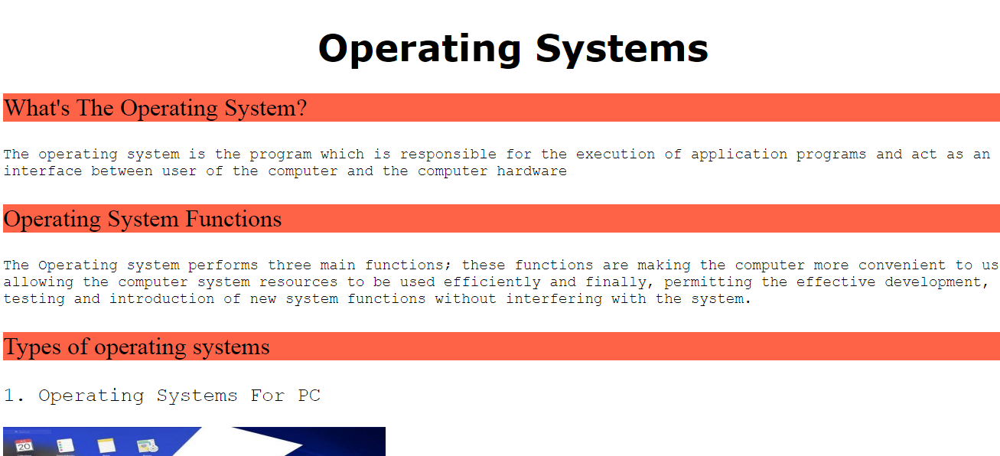 Operating Systems
What's The Operating System?
The operating system is the program which is responsible for the execution of application programs and act as an
interface between user of the computer and the computer hardware
Operating System Functions
The Operating system performs three main functions; these functions are making the computer more convenient to us
allowing the computer system resources to be used efficiently and finally, permitting the effective development,
testing and introduction of new system functions without interfering with the system.
Types of operating systems
1. Operating Systems For PC
20